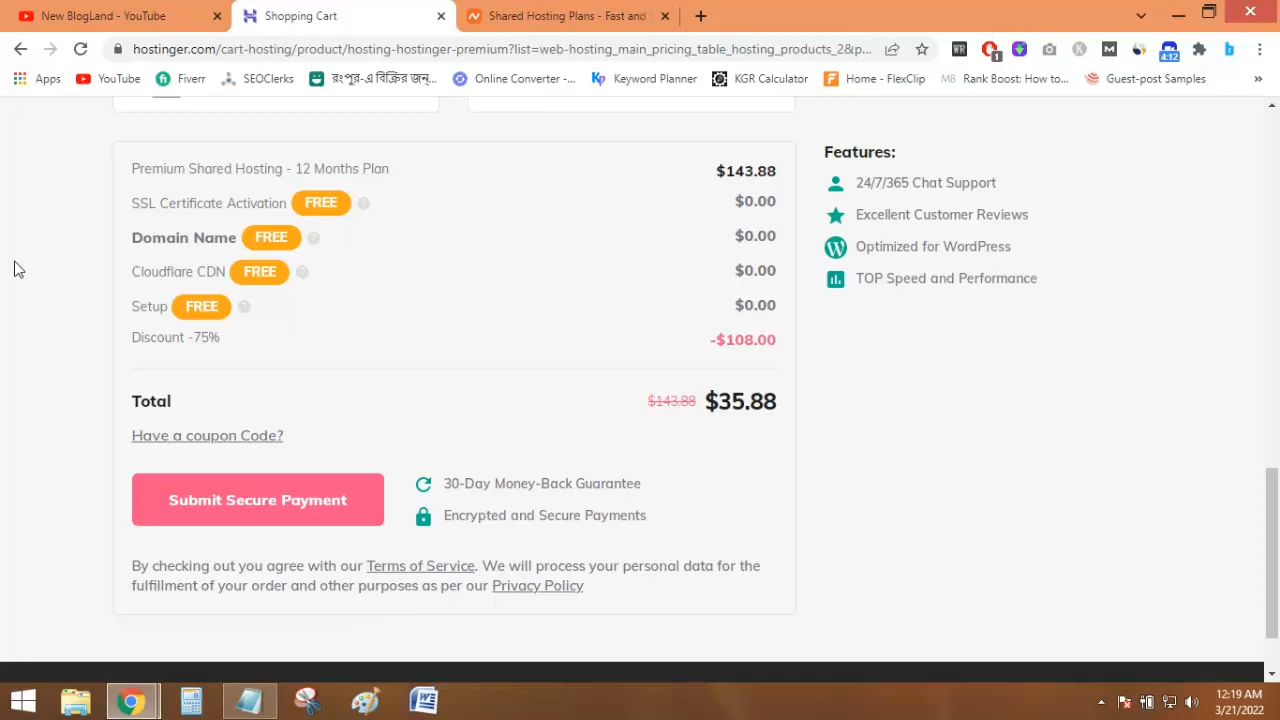 New BlogLand - YouTube
Shopping Cart
Shared Hosting Plans - Fast and
hostinger.com/cart-hosting/product/hosting-hostinger-premium?list=web-hosting_main_pricing_table_hosting_products_2&p...
1
4:12
Apps YouTube Fiverr SEOClerks রংপুর-এ বিক্রির জন্... Online Converter -... Keyword Planner KGR Calculator Home - FlexClip MB Rank Boost: How to... Guest-post Samples »
Premium Shared Hosting - 12 Months Plan $143.88
SSL Certificate Activation FREE ? $0.00
Domain Name FREE ? $0.00
Cloudflare CDN FREE ? $0.00
Setup FREE ? $0.00
Discount -75% -$108.00
Total $143.88 $35.88
Have a coupon Code?
Submit Secure Payment
30-Day Money-Back Guarantee
Encrypted and Secure Payments
By checking out you agree with our Terms of Service. We will process your personal data for the
fulfillment of your order and other purposes as per our Privacy Policy
Features:
24/7/365 Chat Support
Excellent Customer Reviews
Optimized for WordPress
TOP Speed and Performance
12:19 AM
3/21/2022